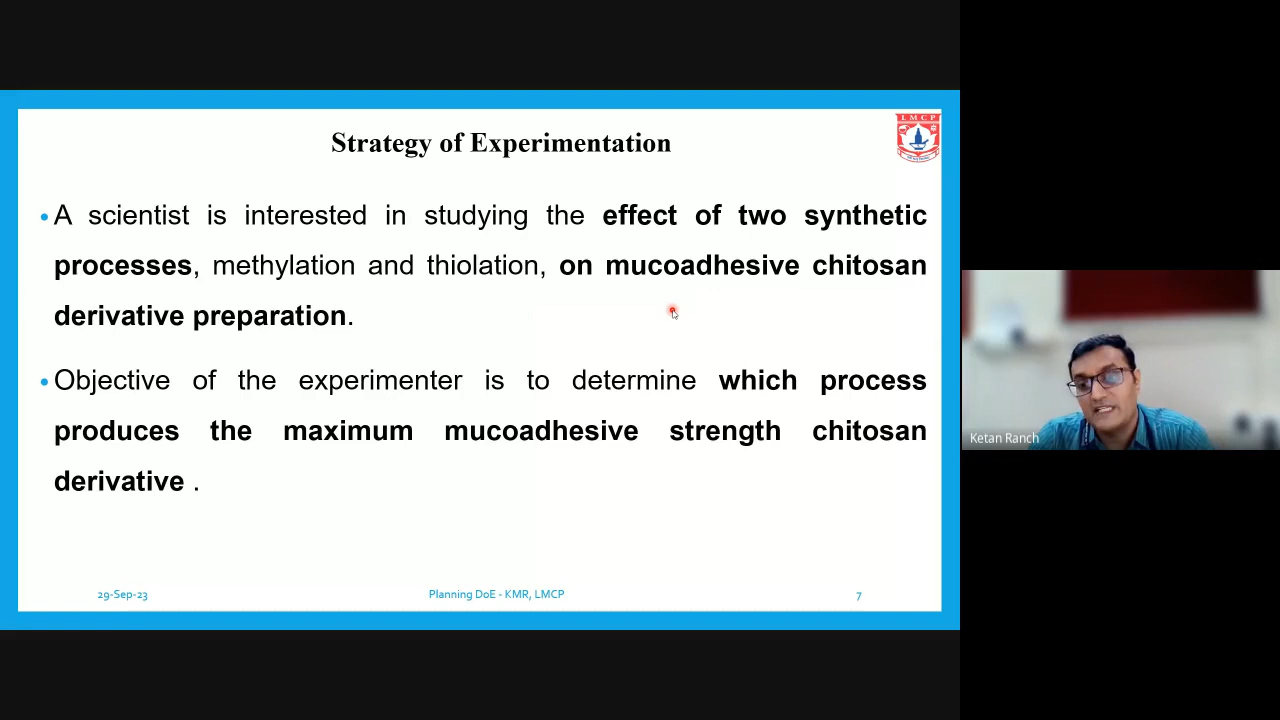 Strategy of Experimentation
LMCP
• A scientist is interested in studying the effect of two synthetic
processes, methylation and thiolation, on mucoadhesive chitosan
derivative preparation.
• Objective of the experimenter is to determine which process
produces the maximum mucoadhesive strength chitosan
derivative .
29-Sep-23
Planning DoE - KMR, LMCP
7
Ketan Ranch